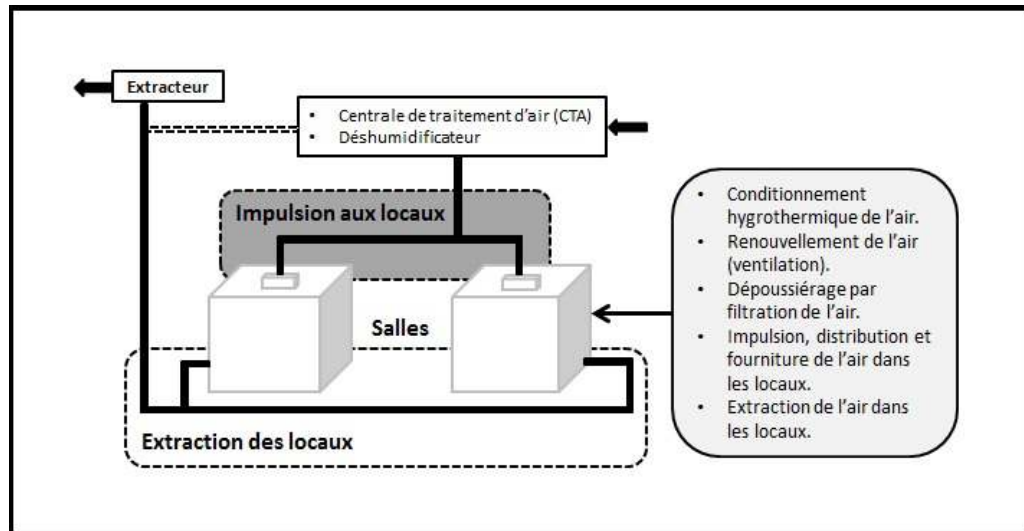 Extracteur
• Centrale de traitement d'air (CTA)
• Déshumidificateur
Impulsion aux locaux
Salles
Extraction des locaux
• Conditionnement
hygrothermique de l'air.
• Renouvellement de l'air
(ventilation).
• Dépoussiérage par
filtration de l'air.
• Impulsion, distribution et
fourniture de l'air dans
les locaux.
• Extraction de l'air dans
les locaux.